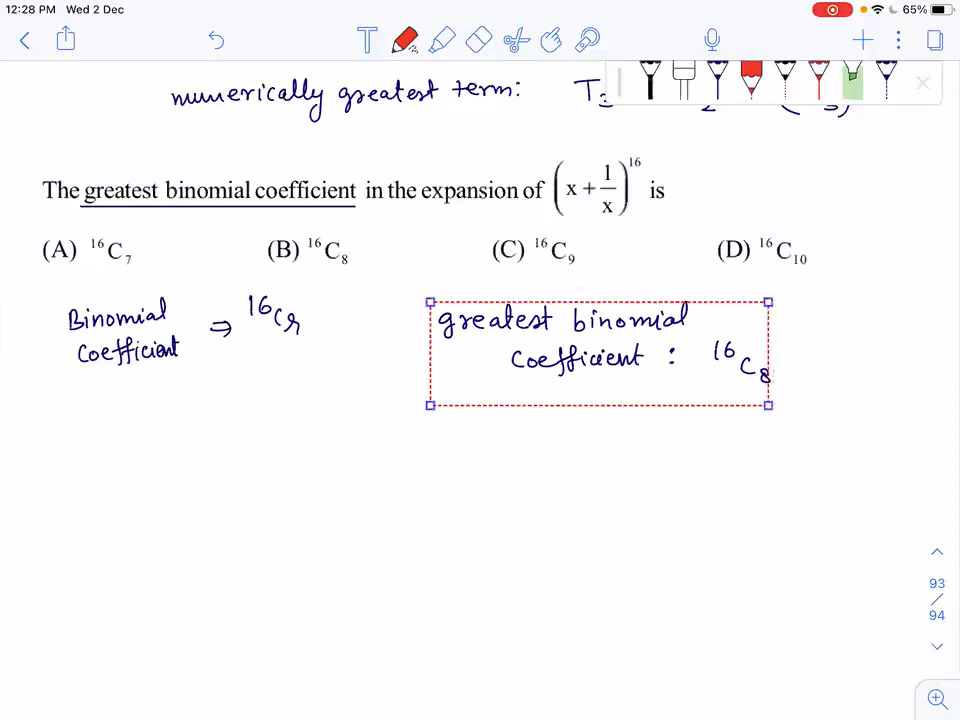 12:28 PM Wed 2 Dec 65%
T
numerically greatest term: T
The greatest binomial coefficient in the expansion of (x + 1/x)^16 is
(A) ¹⁶C₇ (B) ¹⁶C₈ (C) ¹⁶C₉ (D) ¹⁶C₁₀
Binomial ⇒ ¹⁶Cᵣ
Coefficient
greatest binomial
Coefficient : ¹⁶C₈
93
/
94